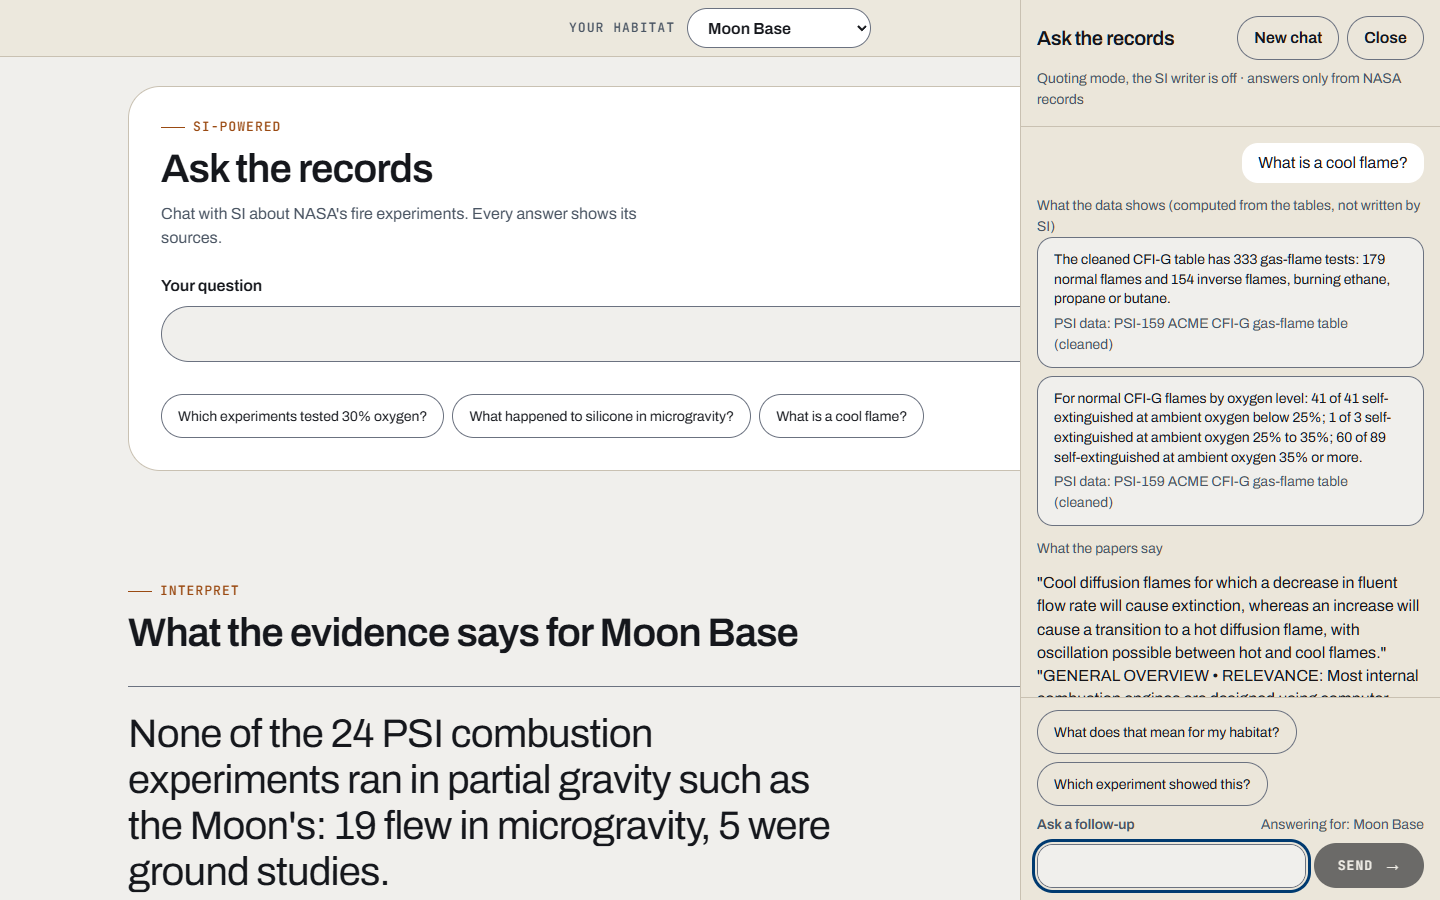 YOUR HABITAT
Moon Base
SI-POWERED
Ask the records
Chat with SI about NASA's fire experiments. Every answer shows its
sources.
Your question
Which experiments tested 30% oxygen?
What happened to silicone in microgravity?
What is a cool flame?
INTERPRET
What the evidence says for Moon Base
None of the 24 PSI combustion
experiments ran in partial gravity such as
the Moon's: 19 flew in microgravity, 5 were
ground studies.
Ask the records
New chat
Close
Quoting mode, the SI writer is off · answers only from NASA
records
What is a cool flame?
What the data shows (computed from the tables, not written by
SI)
The cleaned CFI-G table has 333 gas-flame tests: 179
normal flames and 154 inverse flames, burning ethane,
propane or butane.
PSI data: PSI-159 ACME CFI-G gas-flame table
(cleaned)
For normal CFI-G flames by oxygen level: 41 of 41 self-
extinguished at ambient oxygen below 25%; 1 of 3 self-
extinguished at ambient oxygen 25% to 35%; 60 of 89
self-extinguished at ambient oxygen 35% or more.
PSI data: PSI-159 ACME CFI-G gas-flame table
(cleaned)
What the papers say
"Cool diffusion flames for which a decrease in fluent
flow rate will cause extinction, whereas an increase will
cause a transition to a hot diffusion flame, with
oscillation possible between hot and cool flames."
"GENERAL OVERVIEW • RELEVANCE: Most internal
combustion engines are designed using computer
What does that mean for my habitat?
Which experiment showed this?
Ask a follow-up
Answering for: Moon Base
SEND →